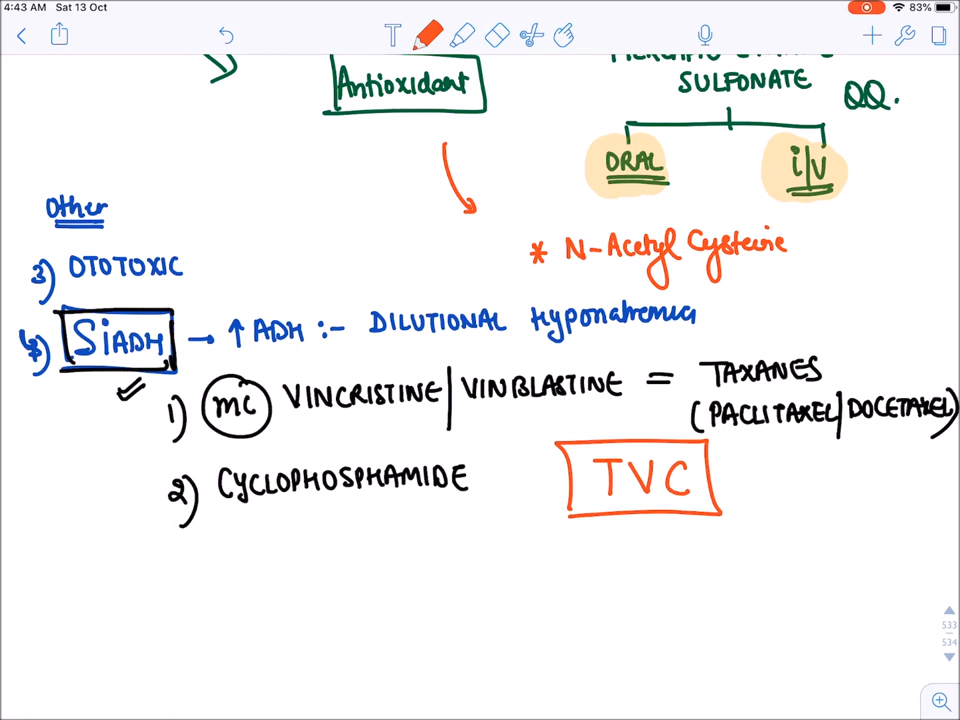 4:43 AM Sat 13 Oct
83%
T
SULFONATE
Antioxidant
QQ.
ORAL
i/v
Other
* N-Acetyl Cysteine
3) OTOTOXIC
4) SiADH → ↑ ADH :- DILUTIONAL Hyponatremia
1) mc VINCRISTINE / VINBLASTINE = TAXANES
(PACLITAXEL / DOCETAXEL)
2) CYCLOPHOSPHAMIDE
TVC
533
534